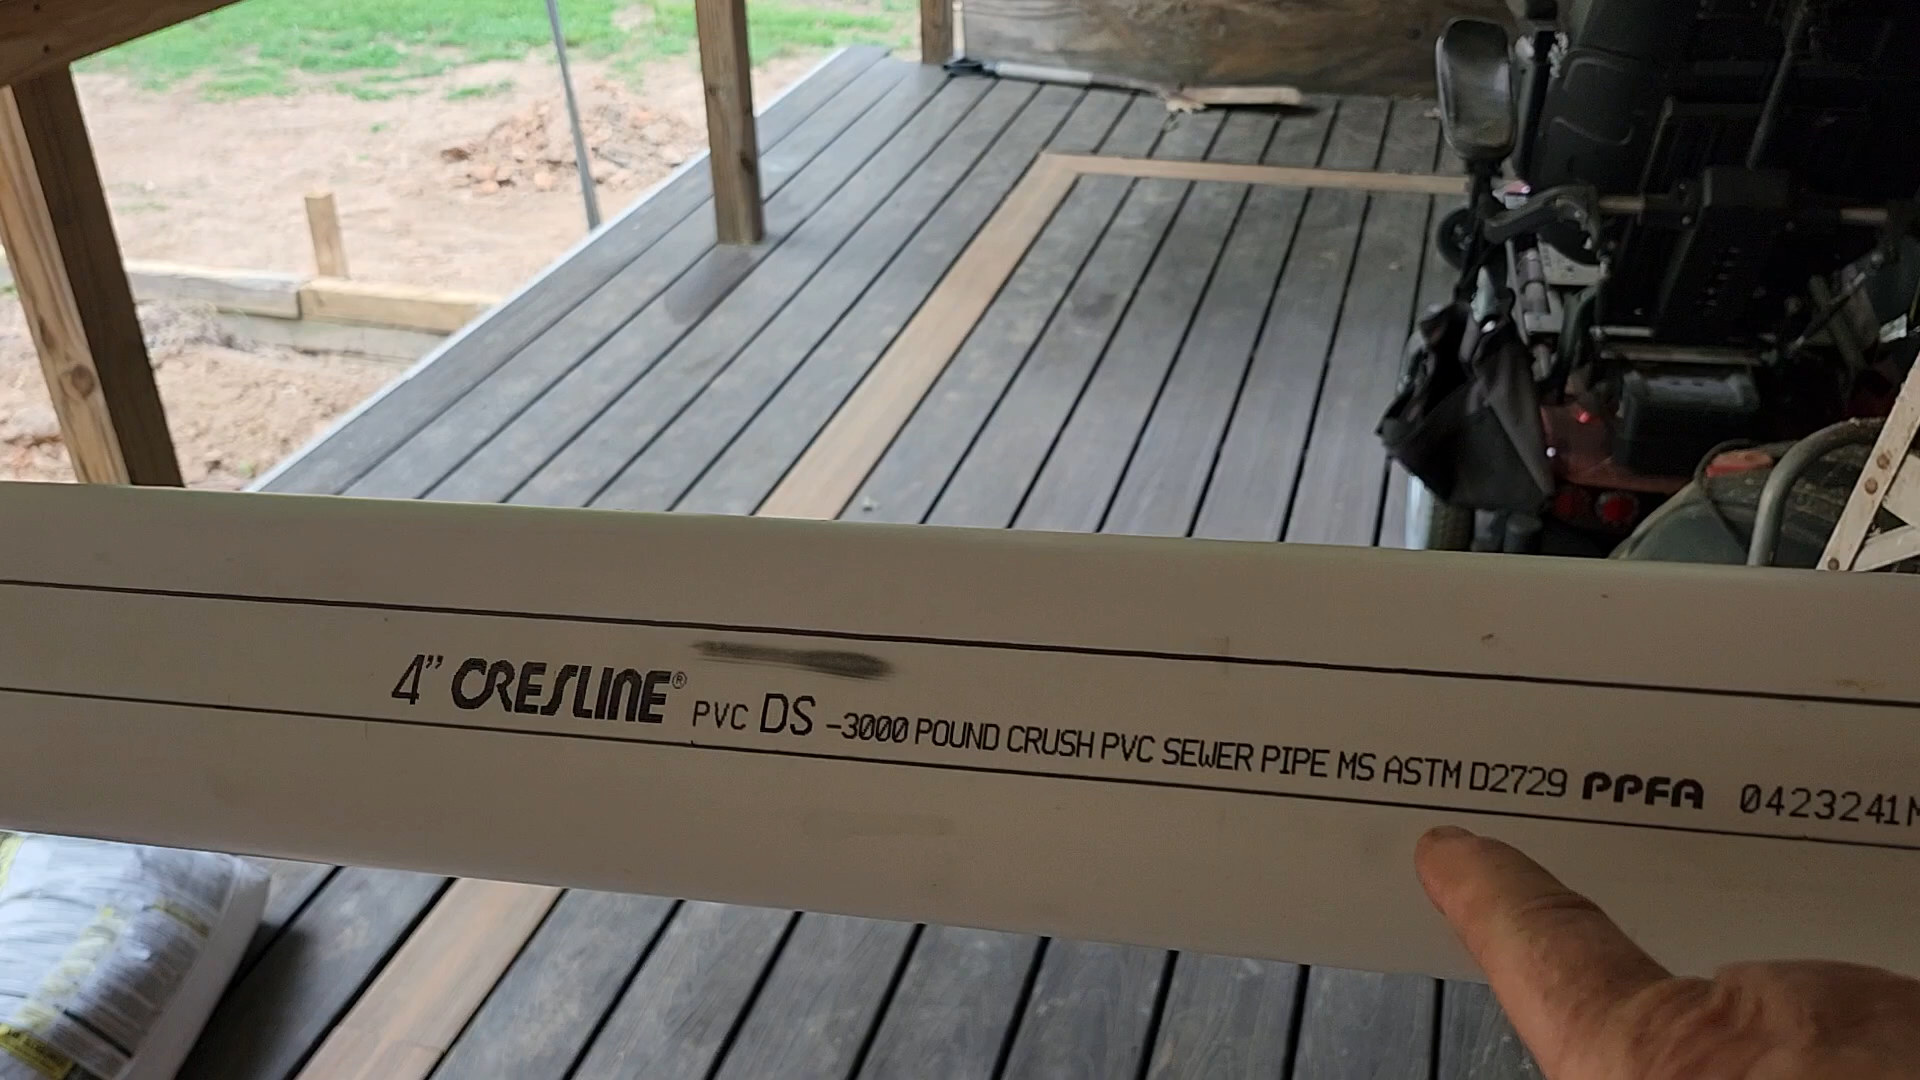 4” CRESLINE® PVC DS -3000 POUND CRUSH PVC SEWER PIPE MS ASTM D2729 PPFA 0423241